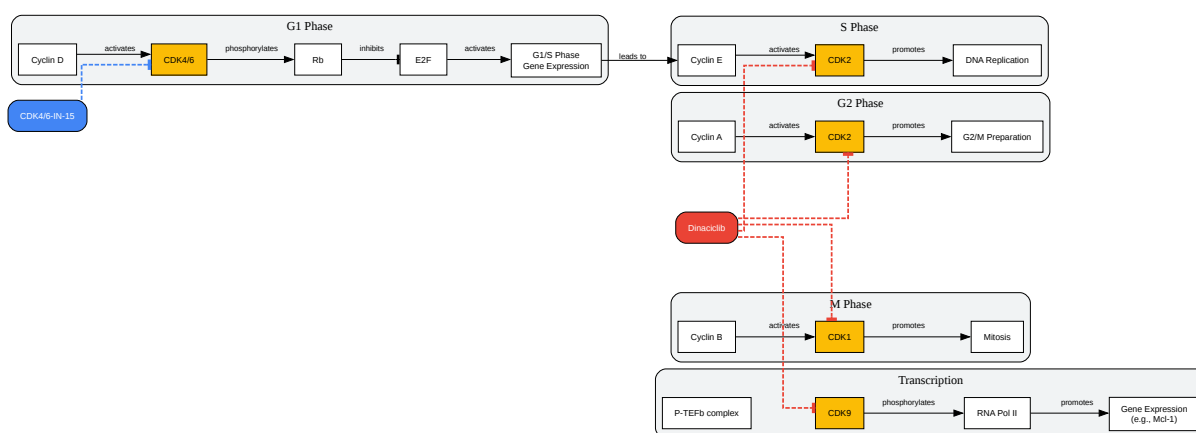 G1 Phase
Cyclin D
activates
CDK4/6
phosphorylates
Rb
inhibits
E2F
activates
G1/S Phase
Gene Expression
leads to
CDK4/6-IN-15
S Phase
Cyclin E
activates
CDK2
promotes
DNA Replication
G2 Phase
Cyclin A
activates
CDK2
promotes
G2/M Preparation
Dinaciclib
M Phase
Cyclin B
activates
CDK1
promotes
Mitosis
Transcription
P-TEFb complex
CDK9
phosphorylates
RNA Pol II
promotes
Gene Expression
(e.g., Mcl-1)